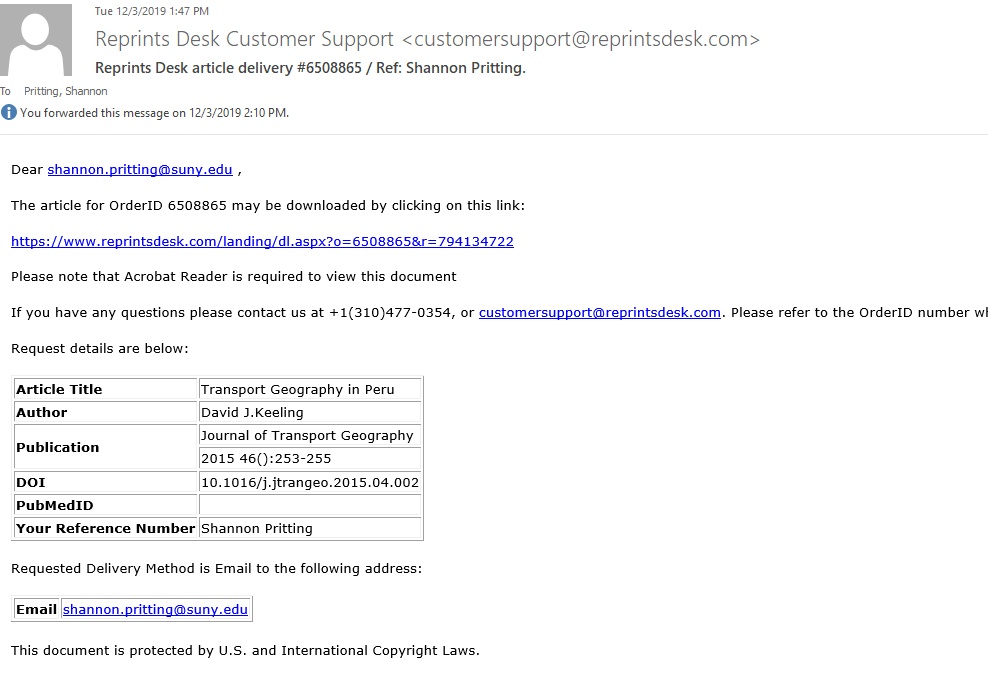 Tue 12/3/2019 1:47 PM
Reprints Desk Customer Support <customersupport@reprintsdesk.com>
Reprints Desk article delivery #6508865 / Ref: Shannon Pritting.
To Pritting, Shannon
You forwarded this message on 12/3/2019 2:10 PM.
Dear shannon.pritting@suny.edu ,
The article for OrderID 6508865 may be downloaded by clicking on this link:
https://www.reprintsdesk.com/landing/dl.aspx?o=6508865&r=794134722
Please note that Acrobat Reader is required to view this document
If you have any questions please contact us at +1(310)477-0354, or customersupport@reprintsdesk.com. Please refer to the OrderID number
Request details are below:
Article Title Transport Geography in Peru
Author David J.Keeling
Publication Journal of Transport Geography
2015 46():253-255
DOI 10.1016/j.jtrangeo.2015.04.002
PubMedID
Your Reference Number Shannon Pritting
Requested Delivery Method is Email to the following address:
Email shannon.pritting@suny.edu
This document is protected by U.S. and International Copyright Laws.